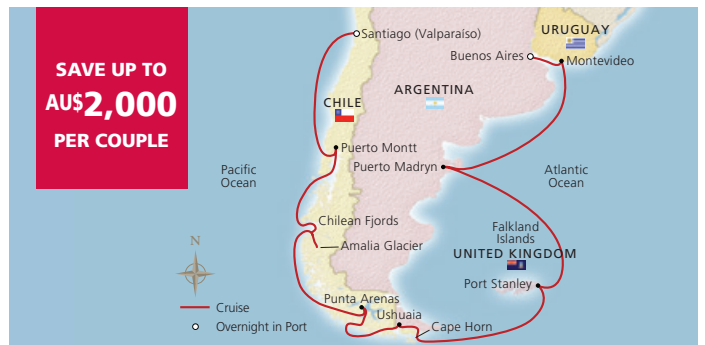 SAVE UP TO
AU$2,000
PER COUPLE
Santiago (Valparaíso)
URUGUAY
Buenos Aires
Montevideo
ARGENTINA
CHILE
Puerto Montt
Puerto Madryn
Pacific
Ocean
Atlantic
Ocean
Chilean Fjords
Falkland
Islands
Amalia Glacier
UNITED KINGDOM
N
Port Stanley
Punta Arenas
Cruise
Ushuaia
Overnight in Port
Cape Horn